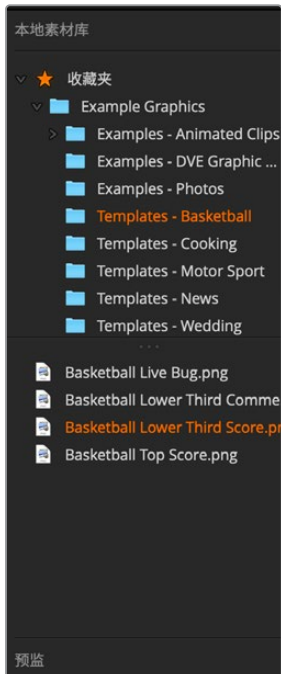 本地素材库
收藏夹
Example Graphics
Examples - Animated Clips
Examples - DVE Graphic ...
Examples - Photos
Templates - Basketball
Templates - Cooking
Templates - Motor Sport
Templates - News
Templates - Wedding
Basketball Live Bug.png
Basketball Lower Third Comme
Basketball Lower Third Score.pr
Basketball Top Score.png
预监